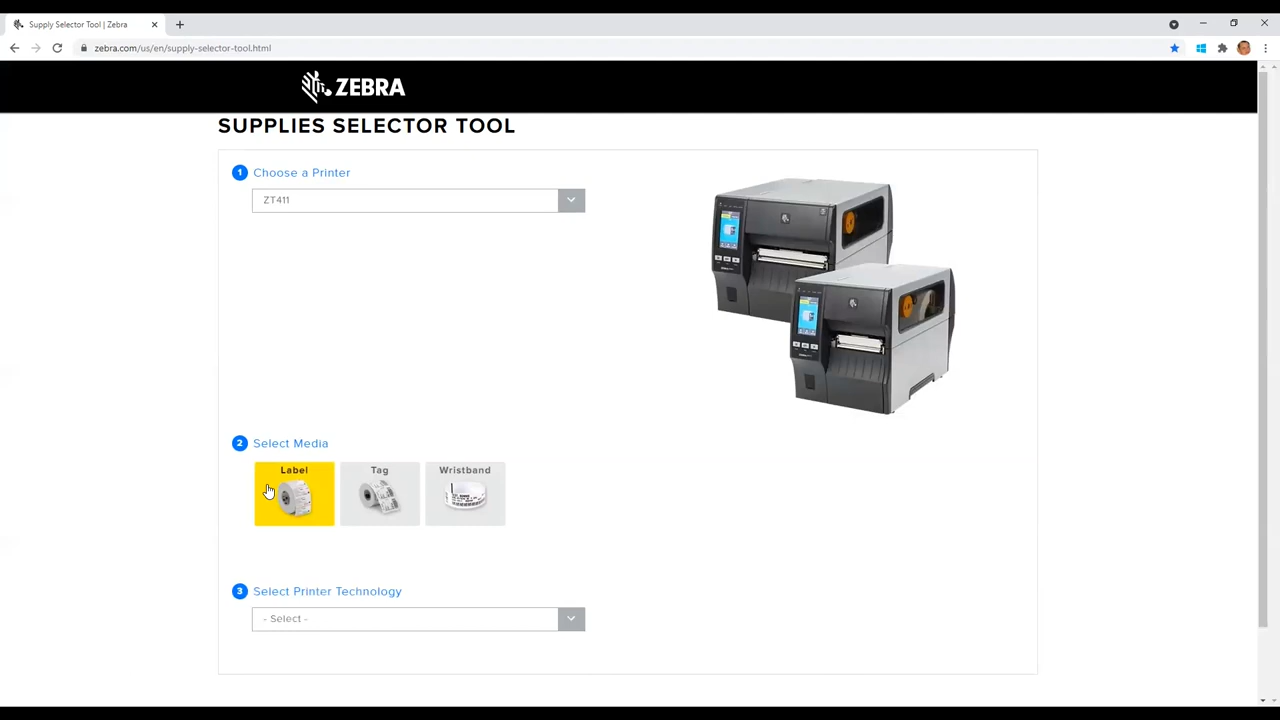 Supply Selector Tool | Zebra
zebra.com/us/en/supply-selector-tool.html
ZEBRA
SUPPLIES SELECTOR TOOL
1 Choose a Printer
ZT411
2 Select Media
Label Tag Wristband
3 Select Printer Technology
- Select -